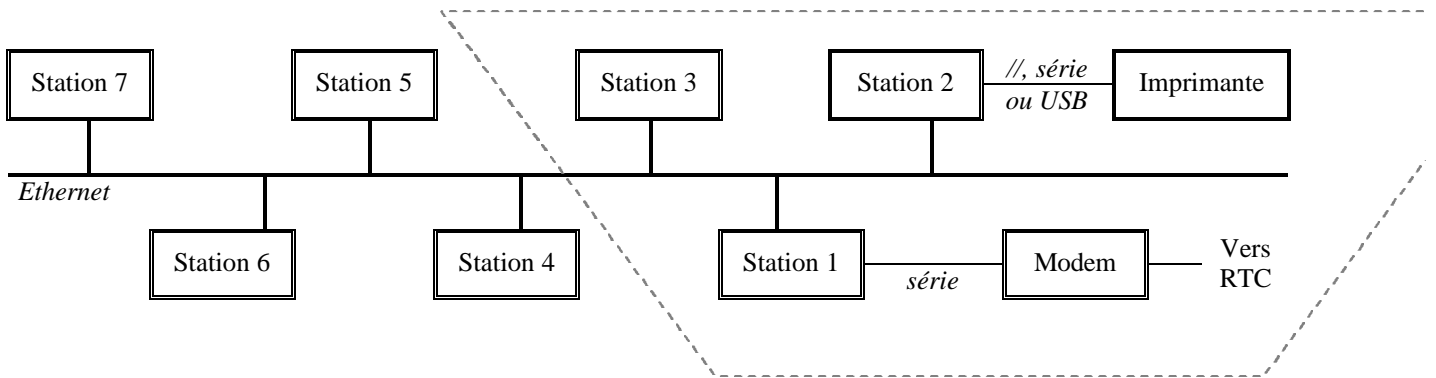 Station 7
Station 5
Station 3
Station 2
//, série
ou USB
Imprimante
Ethernet
Station 6
Station 4
Station 1
série
Modem
Vers
RTC